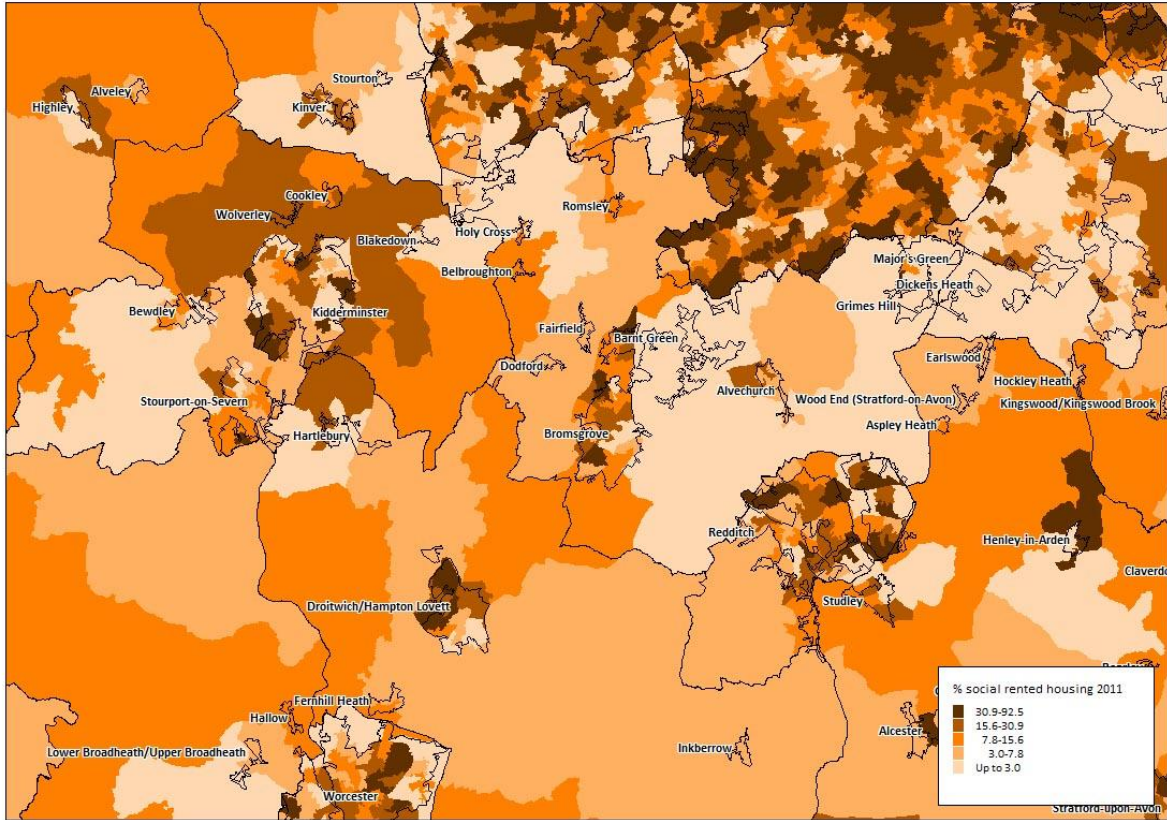 Stourton
Alveley
Highley
Kinver
Cookley
Wolverley
Romsley
Blakedown
Holy Cross
Belbroughton
Major's Green
Dickens Heath
Bewdley
Kidderminster
Grimes Hill
Fairfield
Barnt Green
Earlswood
Dodford
Hockley Heath
Alvechurch
Wood End (Stratford-on-Avon)
Kingswood/Kingswood Brook
Stourport-on-Severn
Aspley Heath
Hartlebury
Bromsgrove
Redditch
Henley-in-Arden
Claverdo
Studley
Droitwich/Hampton Lovett
% social rented housing 2011
Fernhill Heath
30.9-92.5
Hallow
15.6-30.9
Alcester
7.8-15.6
Inkberrow
Lower Broadheath/Upper Broadheath
3.0-7.8
Up to 3.0
Worcester
Stratford-upon-Avon